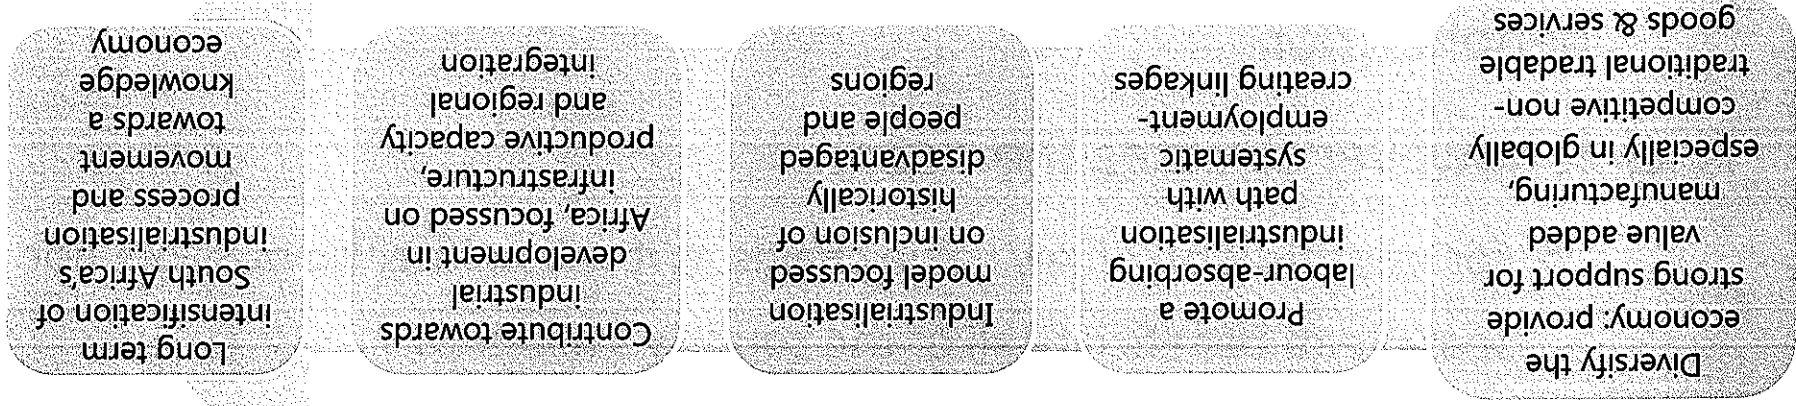 Diversify the
economy: provide
strong support for
value added
manufacturing,
especially in globally
competitive non-
traditional tradable
goods & services
Promote a
labour-absorbing
industrialisation
path with
systematic
employment-
creating linkages
Industrialisation
model focussed
on inclusion of
historically
disadvantaged
people and
regions
Contribute towards
industrial
development in
Africa, focussed on
infrastructure,
productive capacity
and regional
integration
Long term
intensification of
South Africa's
industrialisation
process and
movement
towards a
knowledge
economy